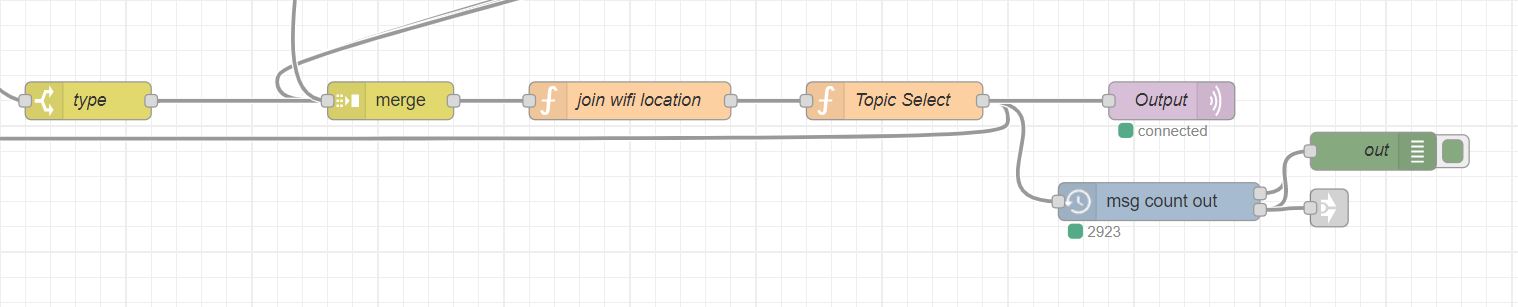 type
merge
join wifi location
Topic Select
Output
connected
out
msg count out
2923